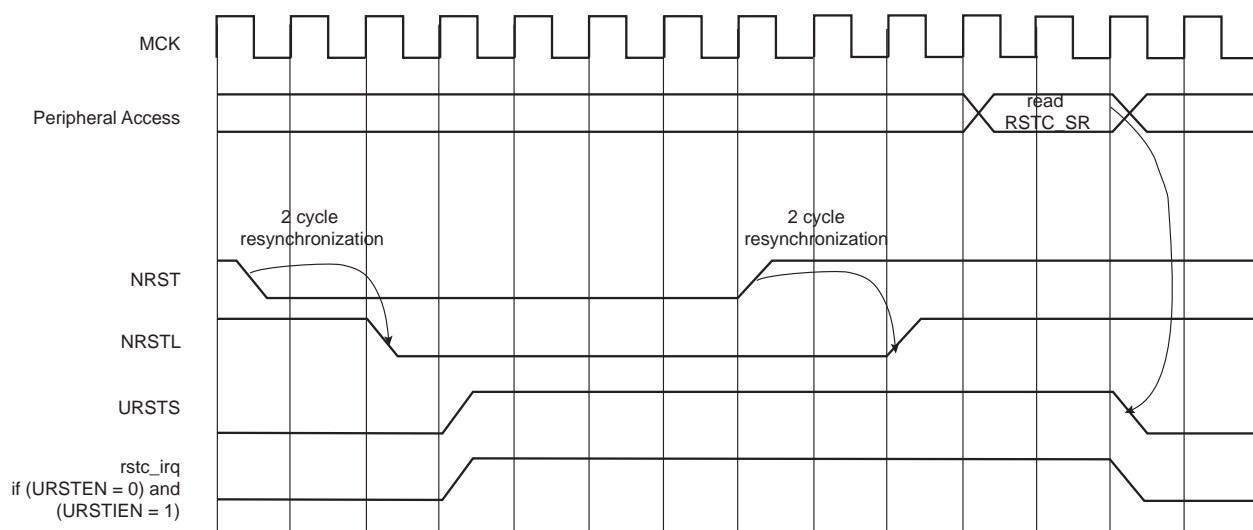 MCK
Peripheral Access
read
RSTC_SR
2 cycle
resynchronization
2 cycle
resynchronization
NRST
NRSTL
URSTS
rstc_irq
if (URSTEN = 0) and
(URSTIEN = 1)